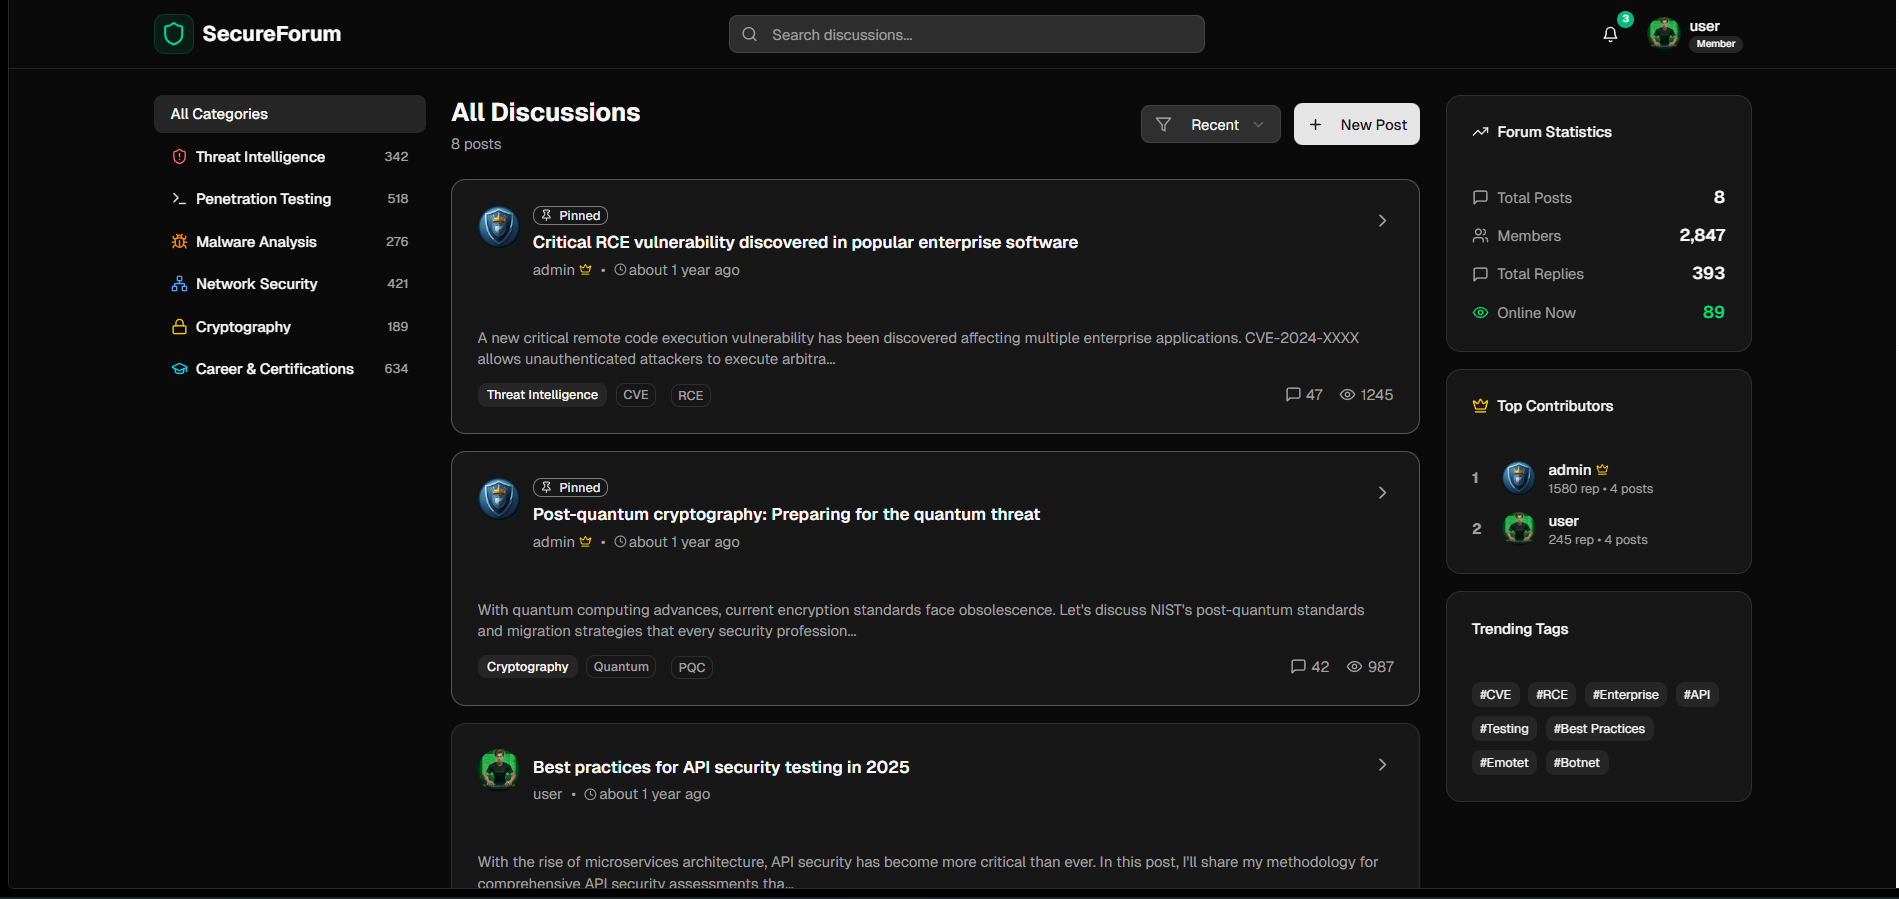 SecureForum
Search discussions...
3
user
Member
All Categories
Threat Intelligence 342
Penetration Testing 518
Malware Analysis 276
Network Security 421
Cryptography 189
Career & Certifications 634
All Discussions
8 posts
Recent
New Post
Pinned
Critical RCE vulnerability discovered in popular enterprise software
admin • about 1 year ago
A new critical remote code execution vulnerability has been discovered affecting multiple enterprise applications. CVE-2024-XXXX
allows unauthenticated attackers to execute arbitra...
Threat Intelligence CVE RCE 47 1245
Pinned
Post-quantum cryptography: Preparing for the quantum threat
admin • about 1 year ago
With quantum computing advances, current encryption standards face obsolescence. Let's discuss NIST's post-quantum standards
and migration strategies that every security profession...
Cryptography Quantum PQC 42 987
Best practices for API security testing in 2025
user • about 1 year ago
With the rise of microservices architecture, API security has become more critical than ever. In this post, I'll share my methodology for
comprehensive API security assessments tha...
Forum Statistics
Total Posts 8
Members 2,847
Total Replies 393
Online Now 89
Top Contributors
1 admin
1580 rep • 4 posts
2 user
245 rep • 4 posts
Trending Tags
#CVE #RCE #Enterprise #API
#Testing #Best Practices
#Emotet #Botnet